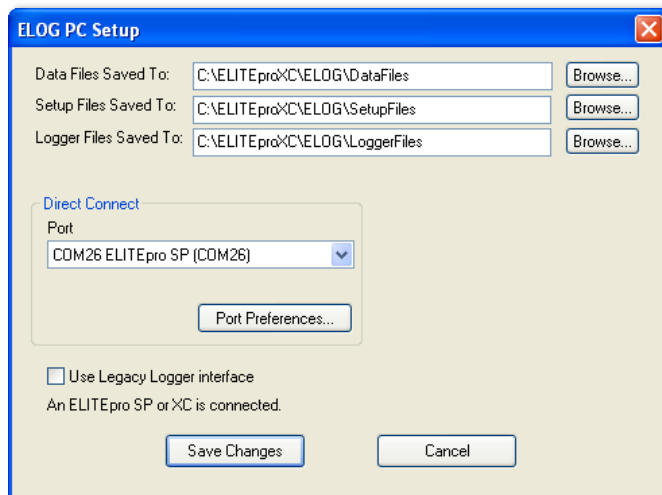 ELOG PC Setup
Data Files Saved To: C:\ELITEproXC\ELOG\DataFiles Browse...
Setup Files Saved To: C:\ELITEproXC\ELOG\SetupFiles Browse...
Logger Files Saved To: C:\ELITEproXC\ELOG\LoggerFiles Browse...
Direct Connect
Port
COM26 ELITEpro SP (COM26)
Port Preferences...
Use Legacy Logger interface
An ELITEpro SP or XC is connected.
Save Changes Cancel